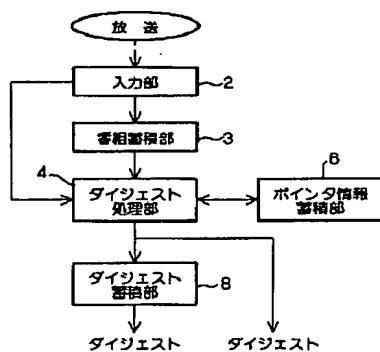 放 送
入力部
2
番組蓄積部
3
4
ダイジェスト
処理部
6
ポインタ情報
蓄積部
ダイジェスト
蓄積部
8
ダイジェスト
ダイジェスト